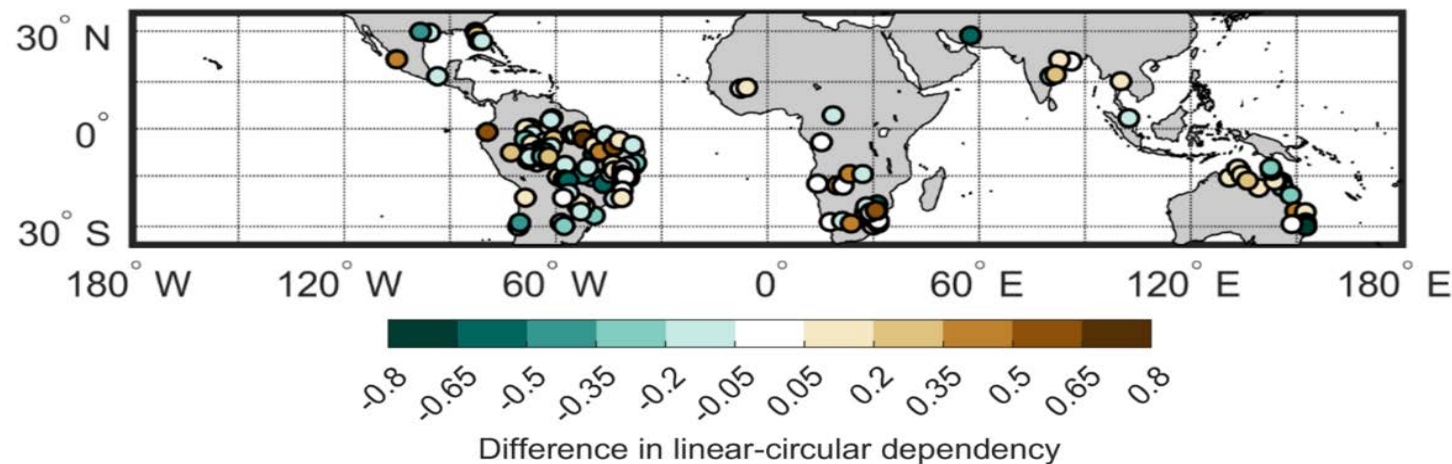 30° N
0°
30° S
180° W 120° W 60° W 0° 60° E 120° E 180° E
-0.8 -0.65 -0.5 -0.35 -0.2 -0.05 0.05 0.2 0.35 0.5 0.65 0.8
Difference in linear-circular dependency